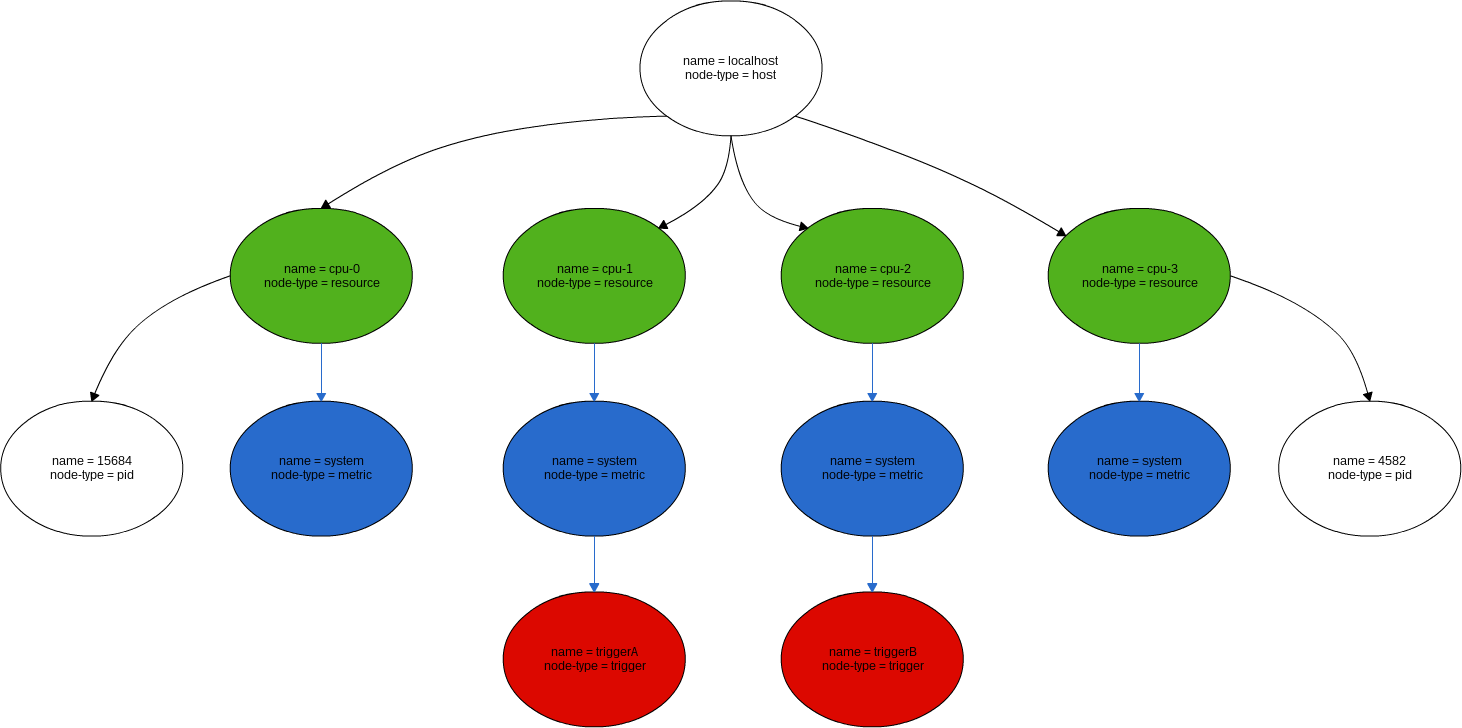 name = localhost
node-type = host
name = cpu-0
node-type = resource
name = cpu-1
node-type = resource
name = cpu-2
node-type = resource
name = cpu-3
node-type = resource
name = 15684
node-type = pid
name = system
node-type = metric
name = system
node-type = metric
name = system
node-type = metric
name = system
node-type = metric
name = 4582
node-type = pid
name = triggerA
node-type = trigger
name = triggerB
node-type = trigger